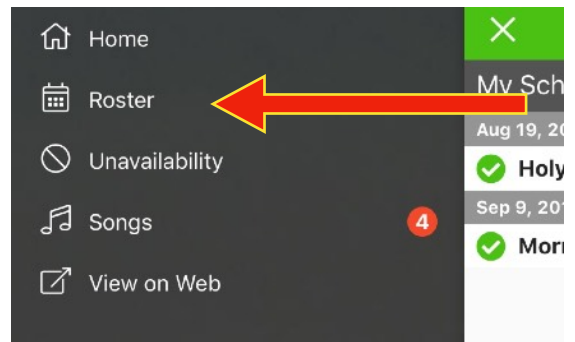 Home
Roster
Unavailability
Songs
4
View on Web
My Sch
Aug 19, 20
Holy
Sep 9, 201
Morn